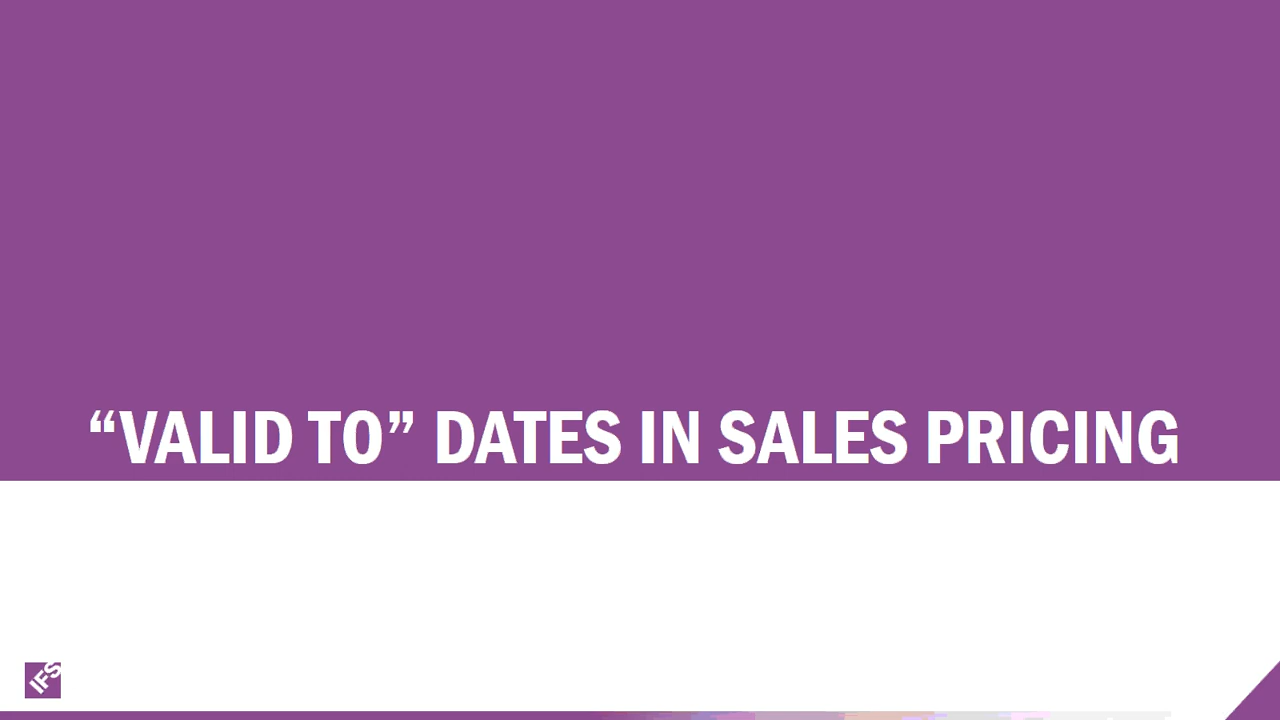 “VALID TO” DATES IN SALES PRICING
IFS